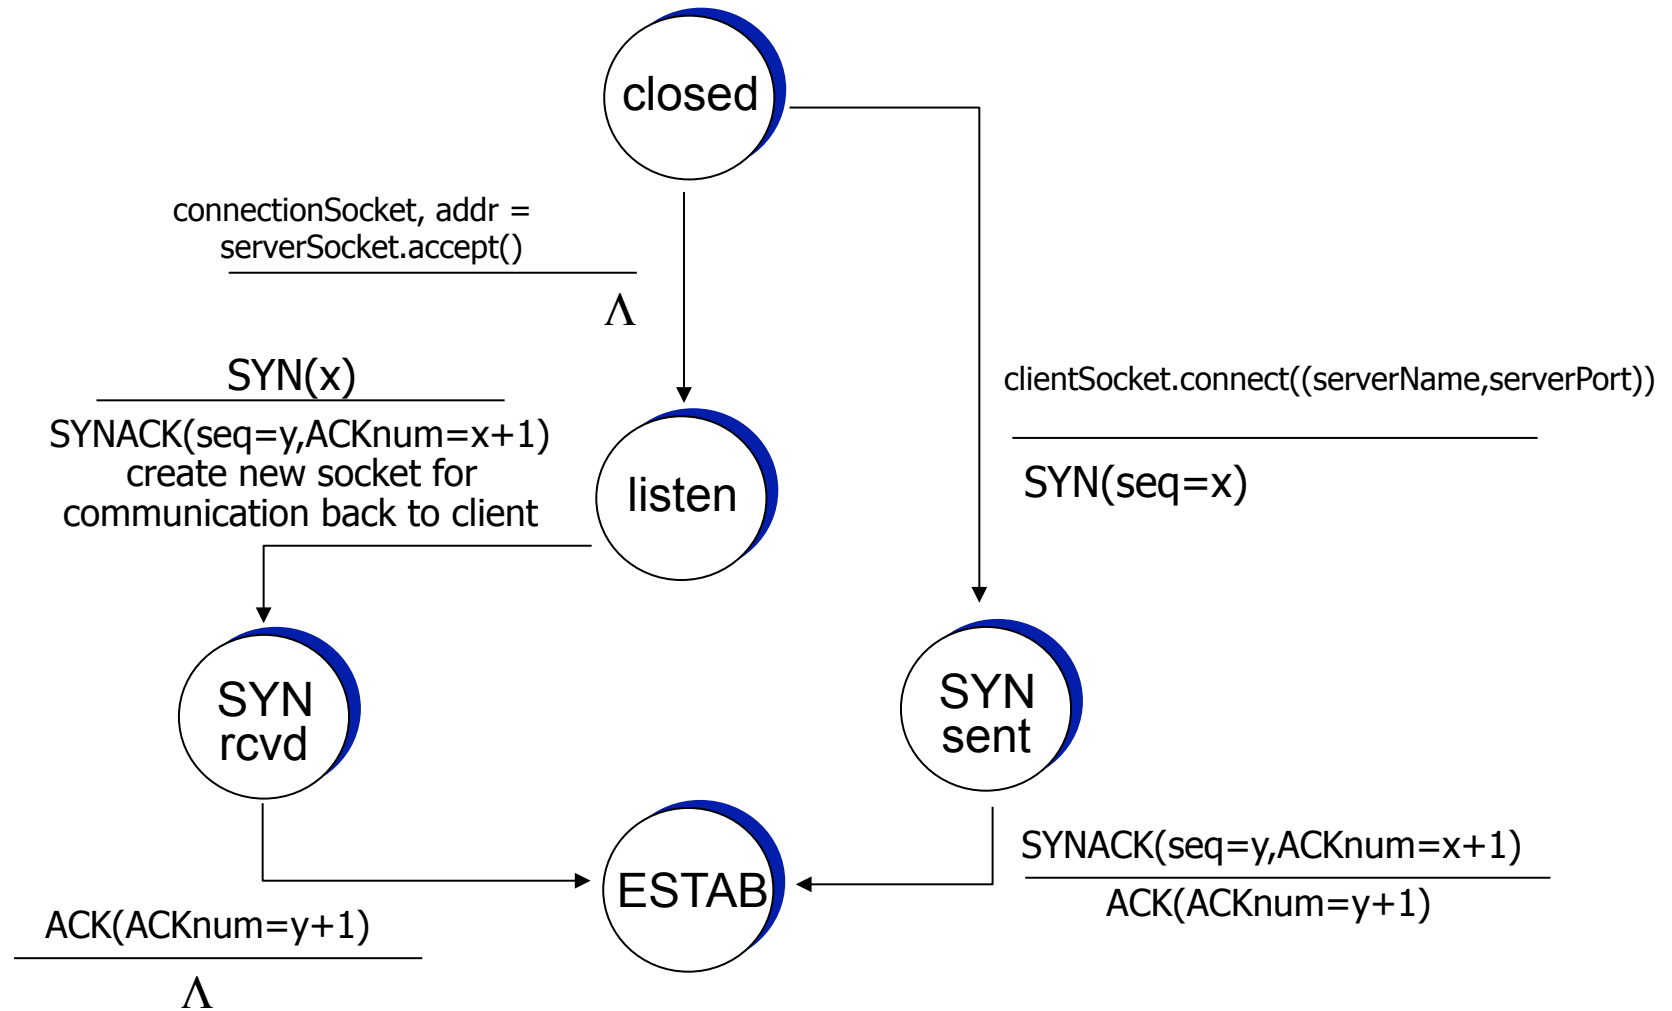 closed
connectionSocket, addr =
serverSocket.accept()
Λ
SYN(x)
SYNACK(seq=y,ACKnum=x+1)
create new socket for
communication back to client
listen
clientSocket.connect((serverName,serverPort))
SYN(seq=x)
SYN
rcvd
SYN
sent
ESTAB
SYNACK(seq=y,ACKnum=x+1)
ACK(ACKnum=y+1)
ACK(ACKnum=y+1)
Λ